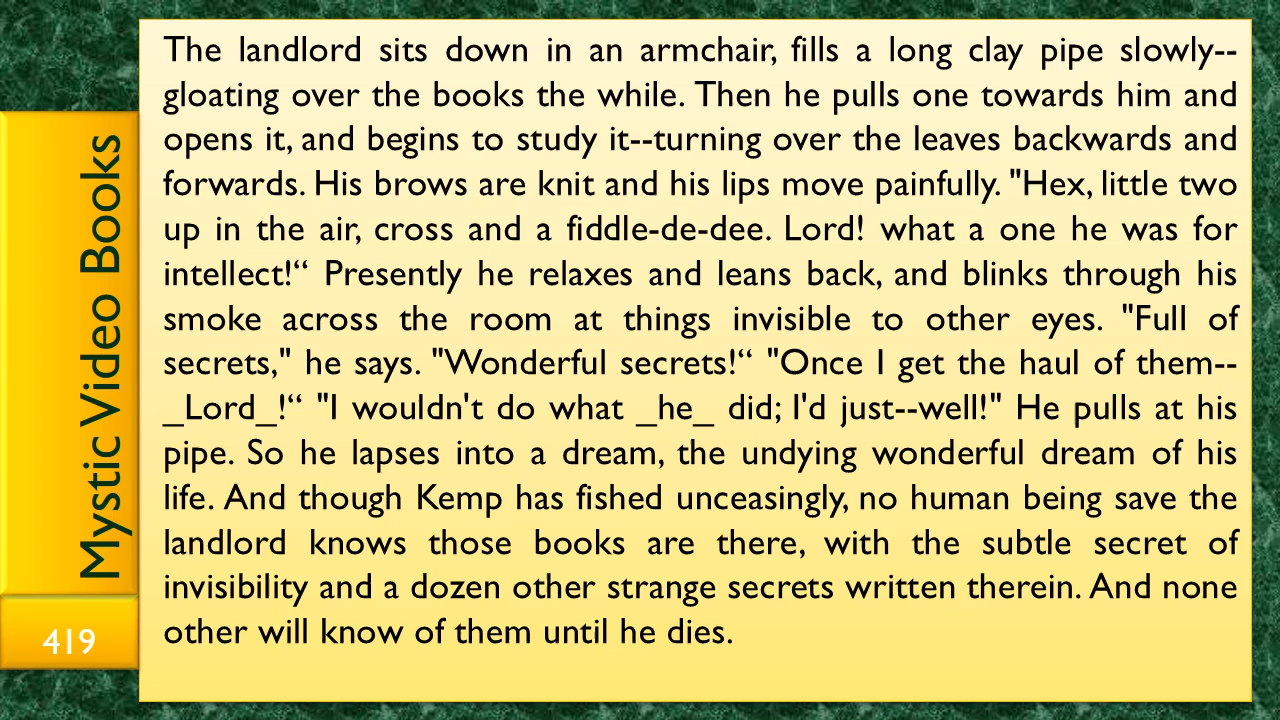 The landlord sits down in an armchair, fills a long clay pipe slowly--
gloating over the books the while. Then he pulls one towards him and
opens it, and begins to study it--turning over the leaves backwards and
forwards. His brows are knit and his lips move painfully. "Hex, little two
up in the air, cross and a fiddle-de-dee. Lord! what a one he was for
intellect!“ Presently he relaxes and leans back, and blinks through his
smoke across the room at things invisible to other eyes. "Full of
secrets," he says. "Wonderful secrets!“ "Once I get the haul of them--
_Lord_!“ "I wouldn't do what _he_ did; I'd just--well!" He pulls at his
pipe. So he lapses into a dream, the undying wonderful dream of his
life. And though Kemp has fished unceasingly, no human being save the
landlord knows those books are there, with the subtle secret of
invisibility and a dozen other strange secrets written therein. And none
other will know of them until he dies.
Mystic Video Books
419